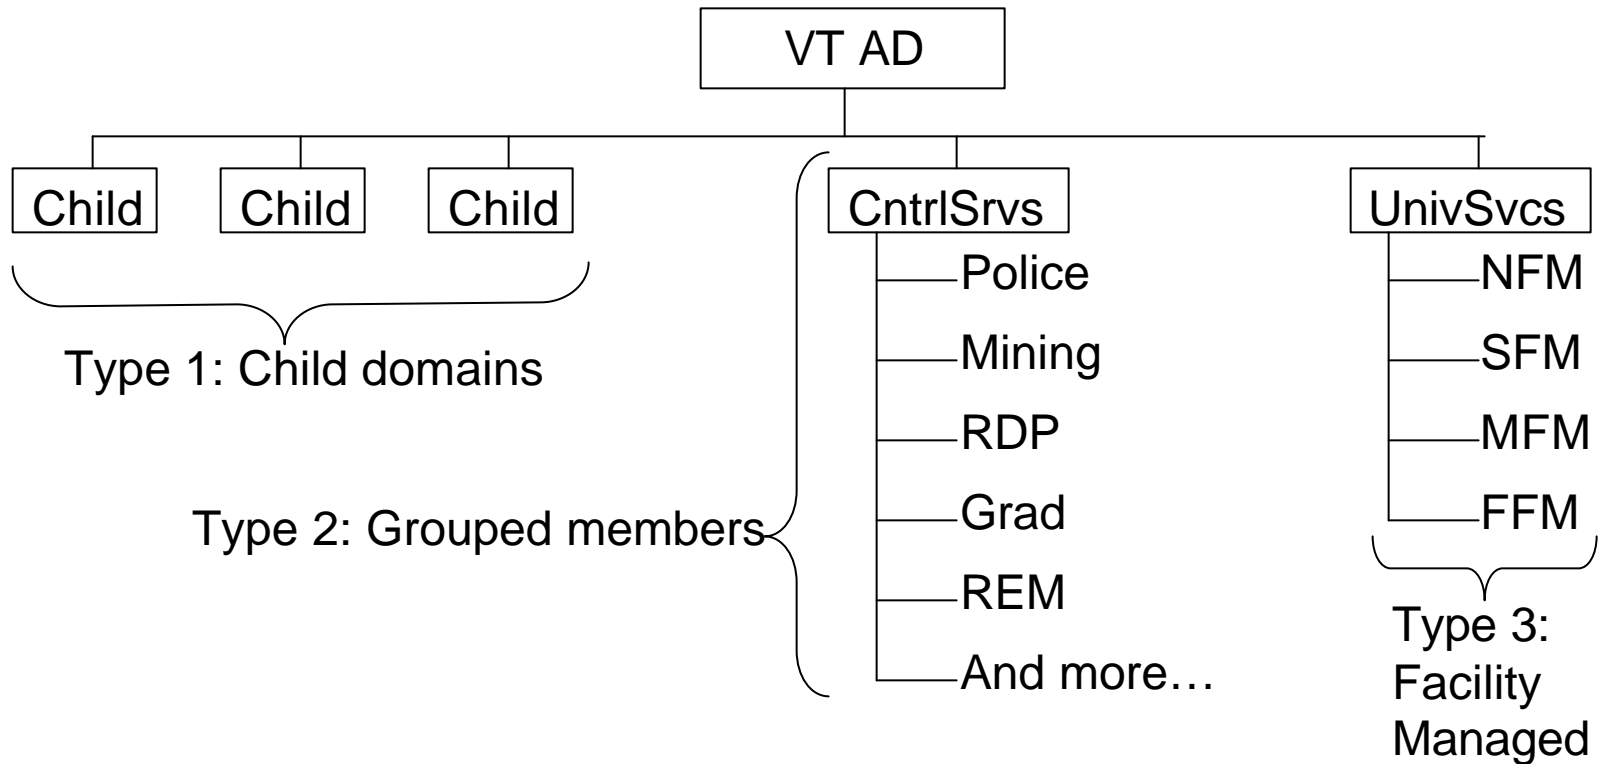 VT AD
Child
Child
Child
CntrlSrvs
UnivSvcs
Police
Mining
RDP
Grad
REM
And more…
NFM
SFM
MFM
FFM
Type 1: Child domains
Type 2: Grouped members
Type 3:
Facility
Managed